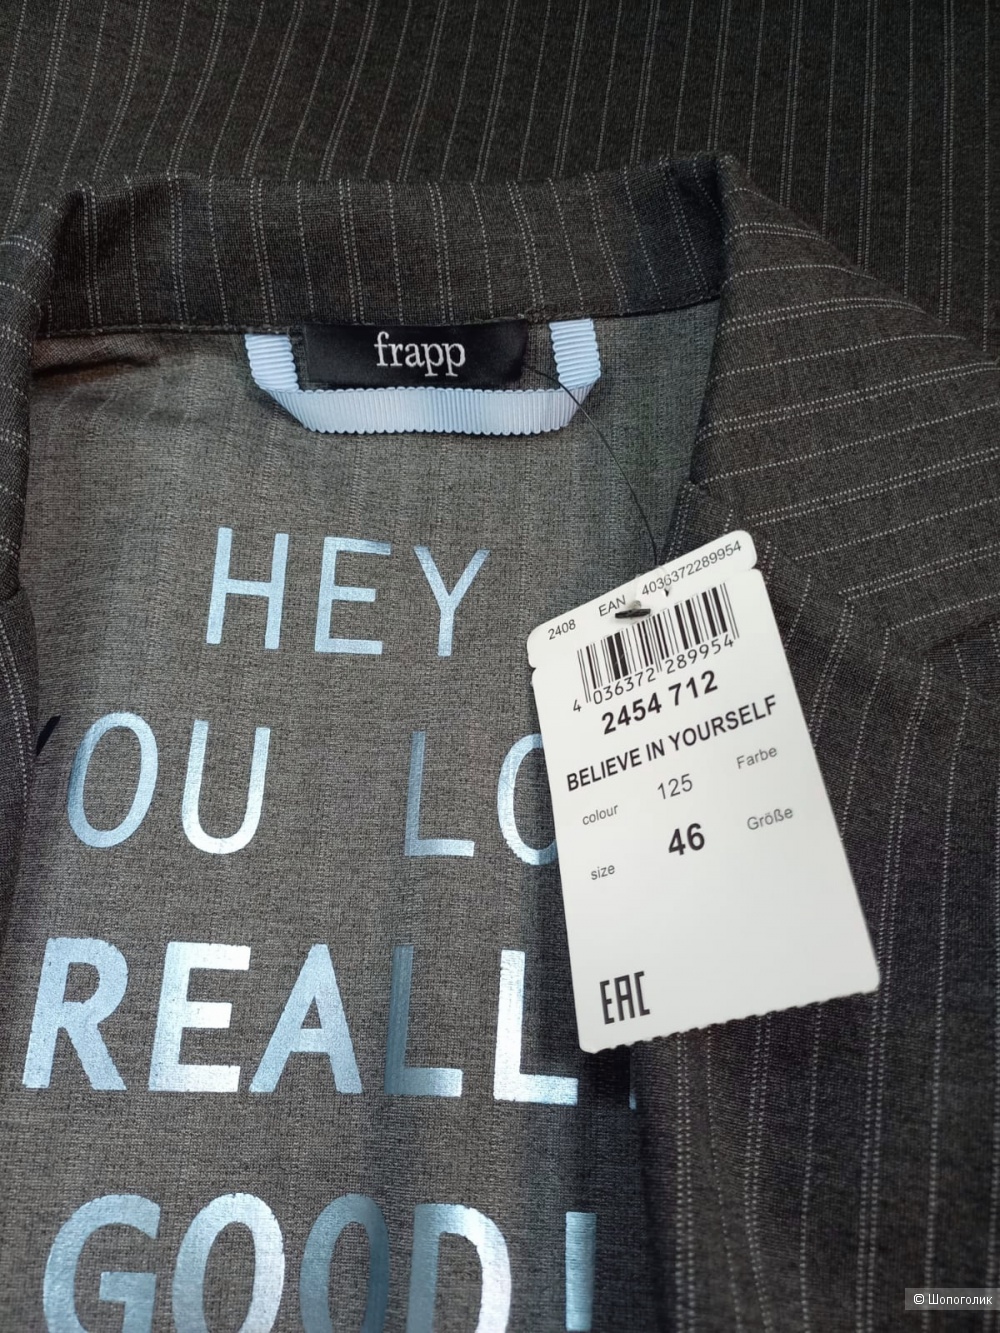 frapp
HEY
OU LO
REALL
GOOD!
2408 EAN 4036372289954
4 036372 289954
2454 712
BELIEVE IN YOURSELF
colour 125 Farbe
size 46 Größe
EAC
© Шопоголик